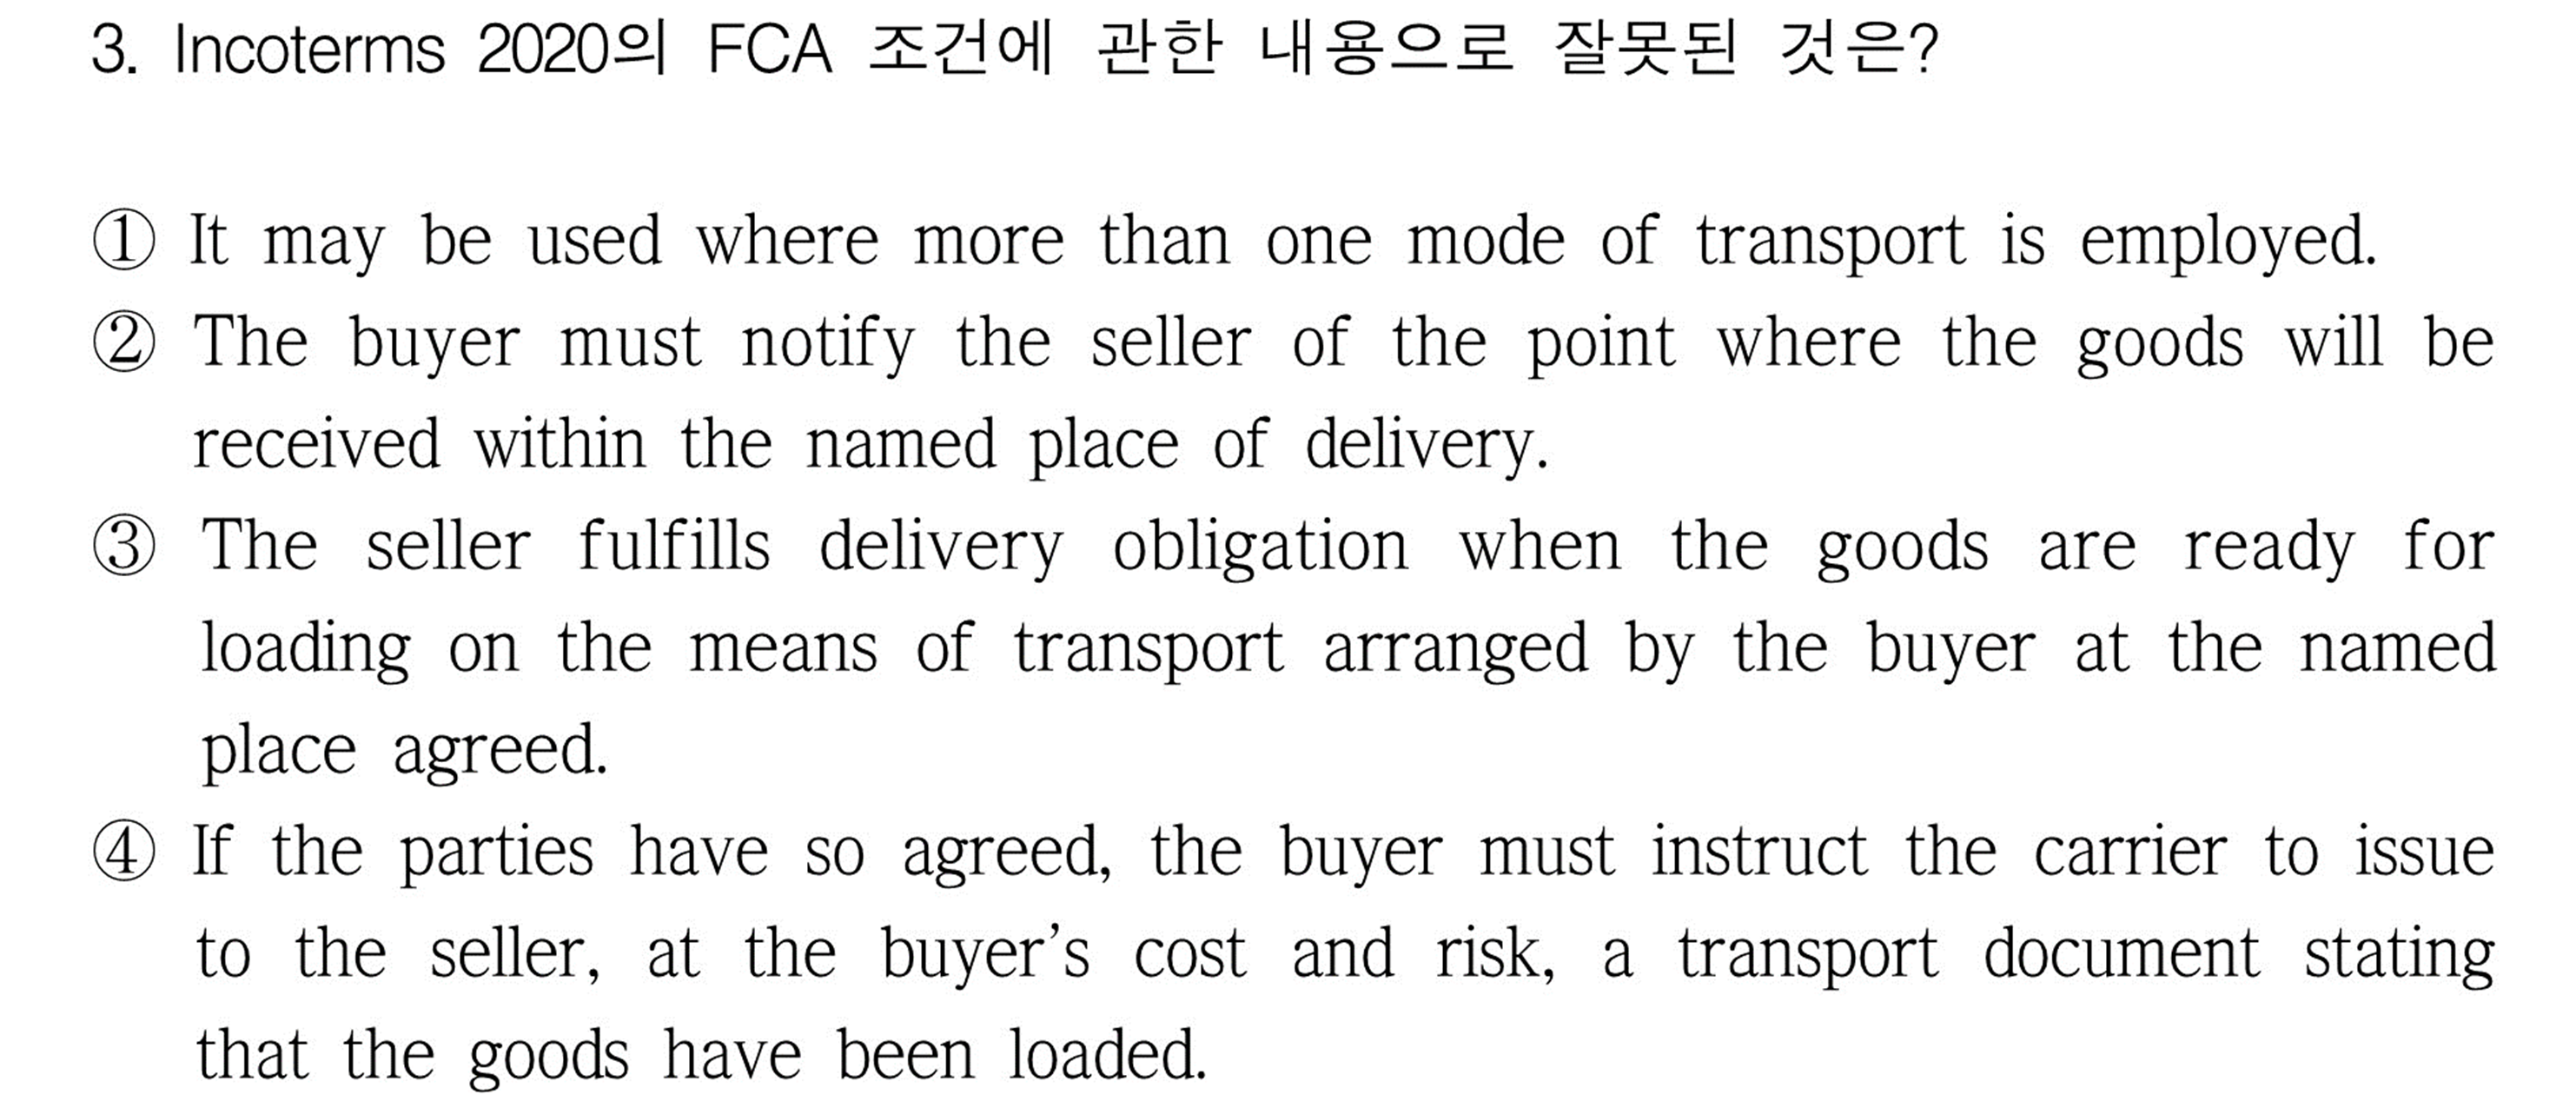 3. Incoterms 2020의 FCA 조건에 관한 내용으로 잘못된 것은?
① It may be used where more than one mode of transport is employed.
② The buyer must notify the seller of the point where the goods will be
received within the named place of delivery.
③ The seller fulfills delivery obligation when the goods are ready for
loading on the means of transport arranged by the buyer at the named
place agreed.
④ If the parties have so agreed, the buyer must instruct the carrier to issue
to the seller, at the buyer’s cost and risk, a transport document stating
that the goods have been loaded.